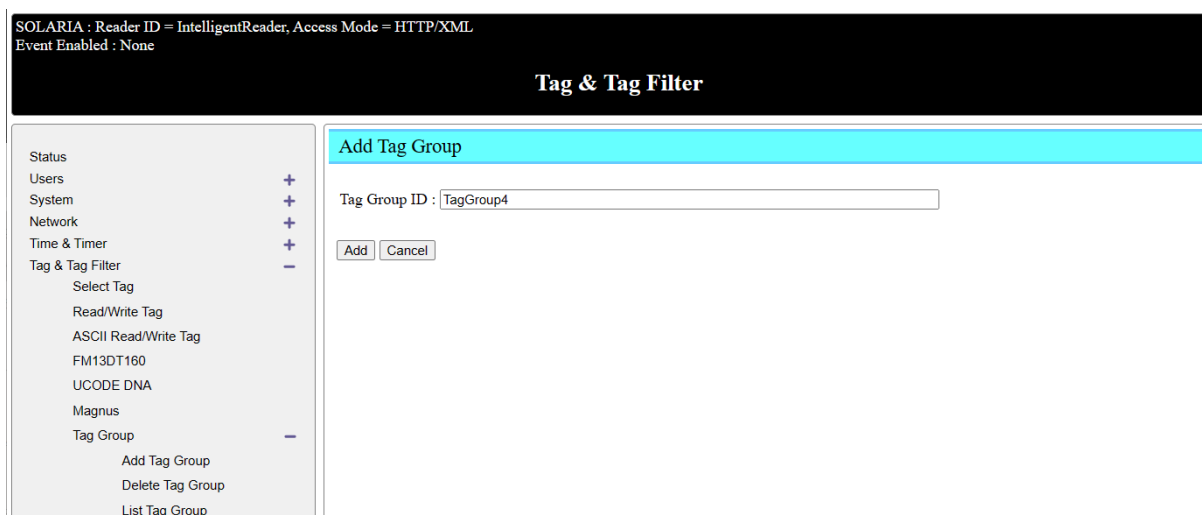 SOLARIA : Reader ID = IntelligentReader, Access Mode = HTTP/XML
Event Enabled : None
Tag & Tag Filter
Status
Users
System
Network
Time & Timer
Tag & Tag Filter
Select Tag
Read/Write Tag
ASCII Read/Write Tag
FM13DT160
UCODE DNA
Magnus
Tag Group
Add Tag Group
Delete Tag Group
List Tag Group
Add Tag Group
Tag Group ID : TagGroup4
Add Cancel